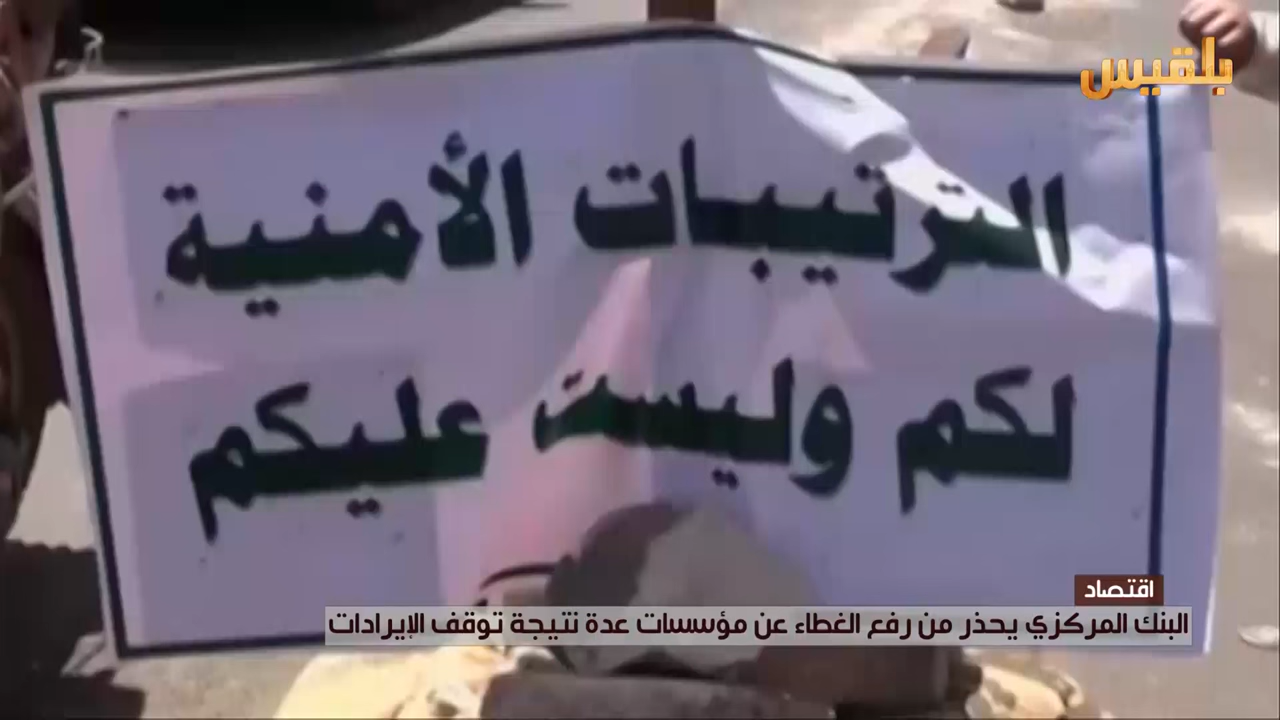 بلقيس
الترتيبات الأمنية
لكم وليست عليكم
اقتصاد
البنك المركزي يحذر من رفع الغطاء عن مؤسسات عدة نتيجة توقف الإيرادات